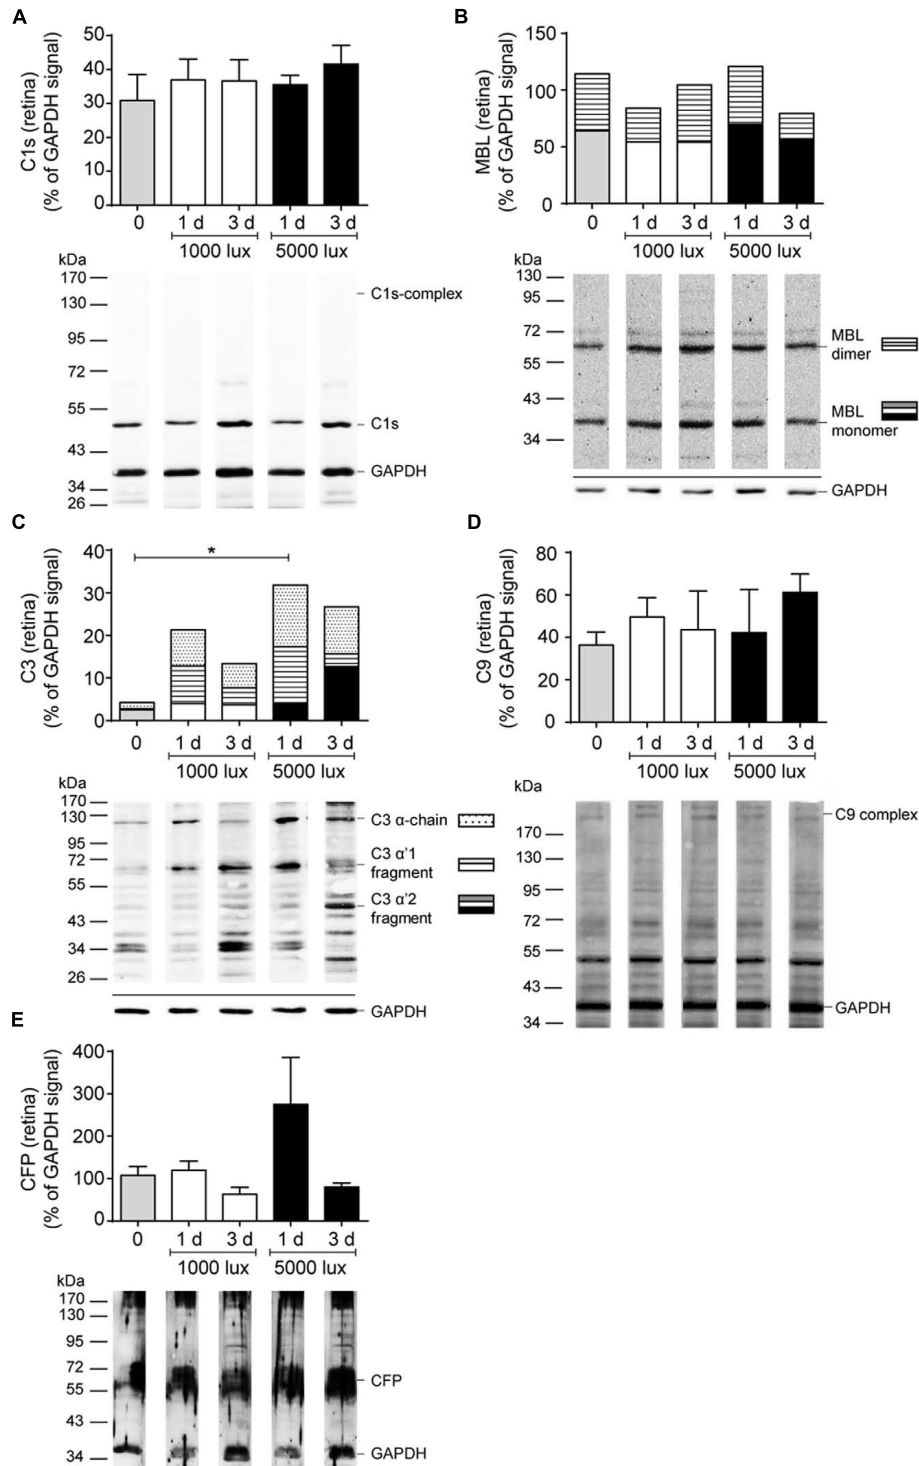 A
C1s (retina)
(% of GAPDH signal)
50
40
30
20
10
0
0
1 d
3 d
1 d
3 d
1000 lux
5000 lux
kDa
170
130
95
72
55
43
34
26
C1s-complex
C1s
GAPDH
B
MBL (retina)
(% of GAPDH signal)
150
100
50
0
0
1 d
3 d
1 d
3 d
1000 lux
5000 lux
kDa
130
95
72
55
43
34
MBL
dimer
MBL
monomer
GAPDH
C
C3 (retina)
(% of GAPDH signal)
40
30
20
10
0
*
0
1 d
3 d
1 d
3 d
1000 lux
5000 lux
kDa
170
130
95
72
55
43
34
26
C3 α-chain
C3 α'1
fragment
C3 α'2
fragment
GAPDH
D
C9 (retina)
(% of GAPDH signal)
80
60
40
20
0
0
1 d
3 d
1 d
3 d
1000 lux
5000 lux
kDa
170
130
95
72
55
43
34
C9 complex
GAPDH
E
CFP (retina)
(% of GAPDH signal)
400
300
200
100
0
0
1 d
3 d
1 d
3 d
1000 lux
5000 lux
kDa
170
130
95
72
55
43
34
CFP
GAPDH